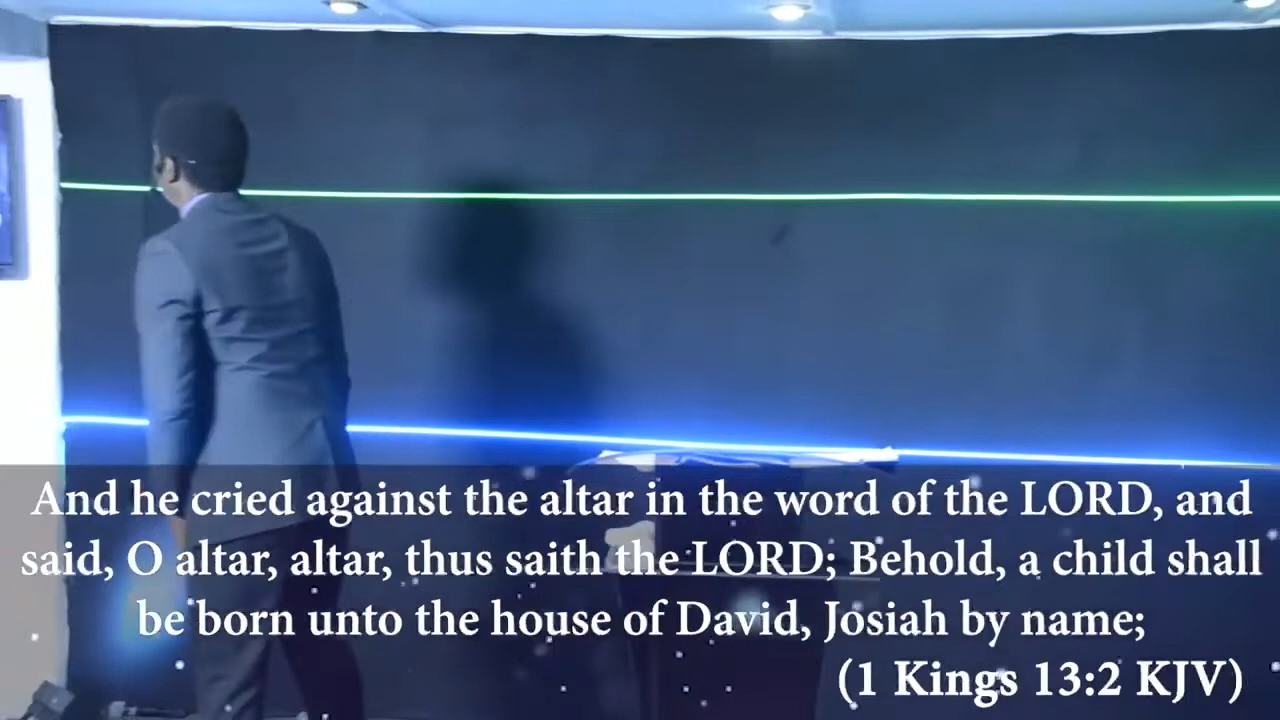 And he cried against the altar in the word of the LORD, and
said, O altar, altar, thus saith the LORD; Behold, a child shall
be born unto the house of David, Josiah by name;
(1 Kings 13:2 KJV)